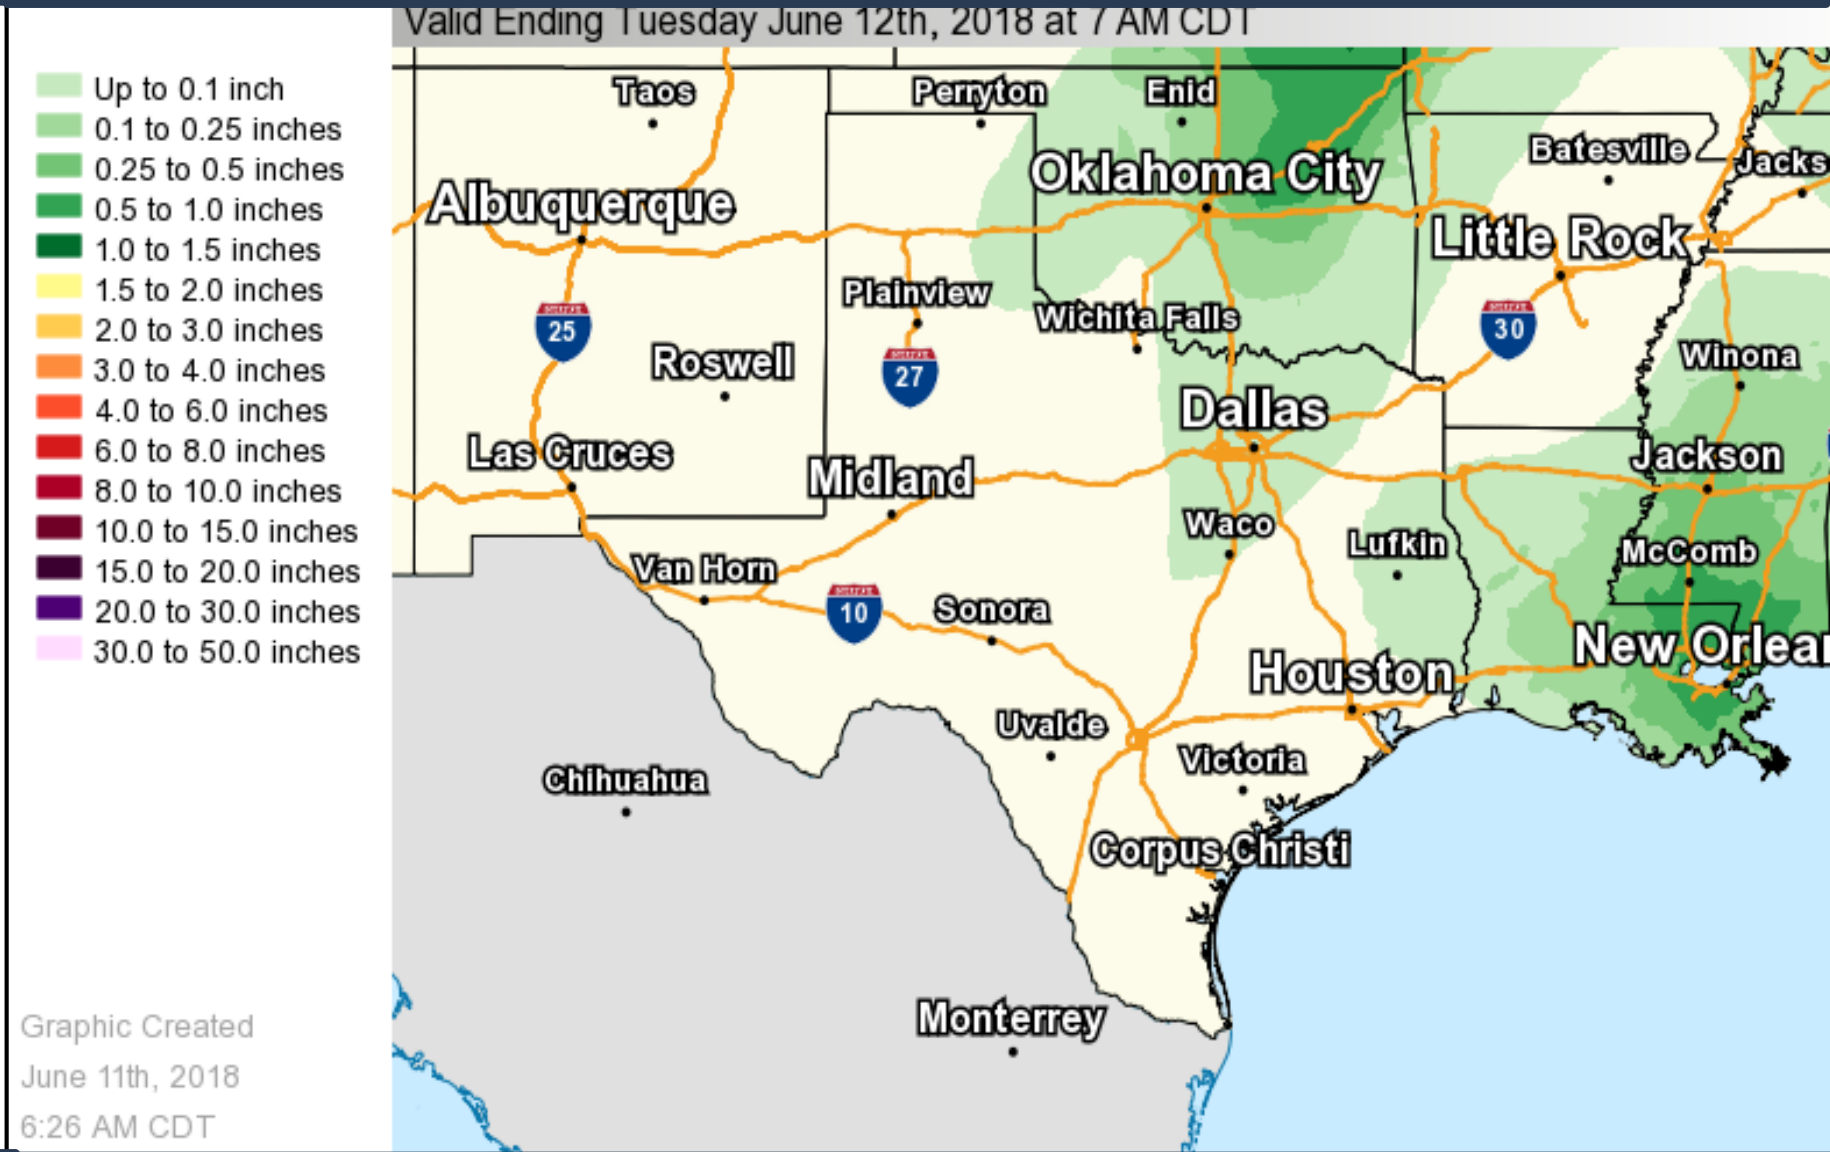 Valid Ending Tuesday June 12th, 2018 at 7 AM CDT
Up to 0.1 inch
0.1 to 0.25 inches
0.25 to 0.5 inches
0.5 to 1.0 inches
1.0 to 1.5 inches
1.5 to 2.0 inches
2.0 to 3.0 inches
3.0 to 4.0 inches
4.0 to 6.0 inches
6.0 to 8.0 inches
8.0 to 10.0 inches
10.0 to 15.0 inches
15.0 to 20.0 inches
20.0 to 30.0 inches
30.0 to 50.0 inches
Graphic Created
June 11th, 2018
6:26 AM CDT
Taos
Perryton
Enid
Batesville
Jacks
Oklahoma City
Albuquerque
Little Rock
Plainview
Wichita Falls
25
30
Winona
Roswell
27
Dallas
Las Cruces
Midland
Jackson
Waco
Lufkin
McComb
Van Horn
10
Sonora
New Orlean
Houston
Uvalde
Victoria
Chihuahua
Corpus Christi
Monterrey